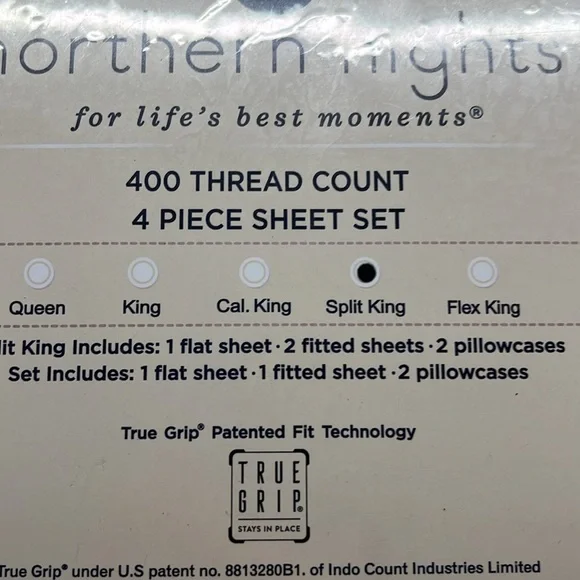 northern nights
for life's best moments®
400 THREAD COUNT
4 PIECE SHEET SET
Queen King Cal. King Split King Flex King
lit King Includes: 1 flat sheet · 2 fitted sheets · 2 pillowcases
Set Includes: 1 flat sheet · 1 fitted sheet · 2 pillowcases
True Grip® Patented Fit Technology
TRUE
GRIP®
STAYS IN PLACE
True Grip® under U.S patent no. 8813280B1. of Indo Count Industries Limited